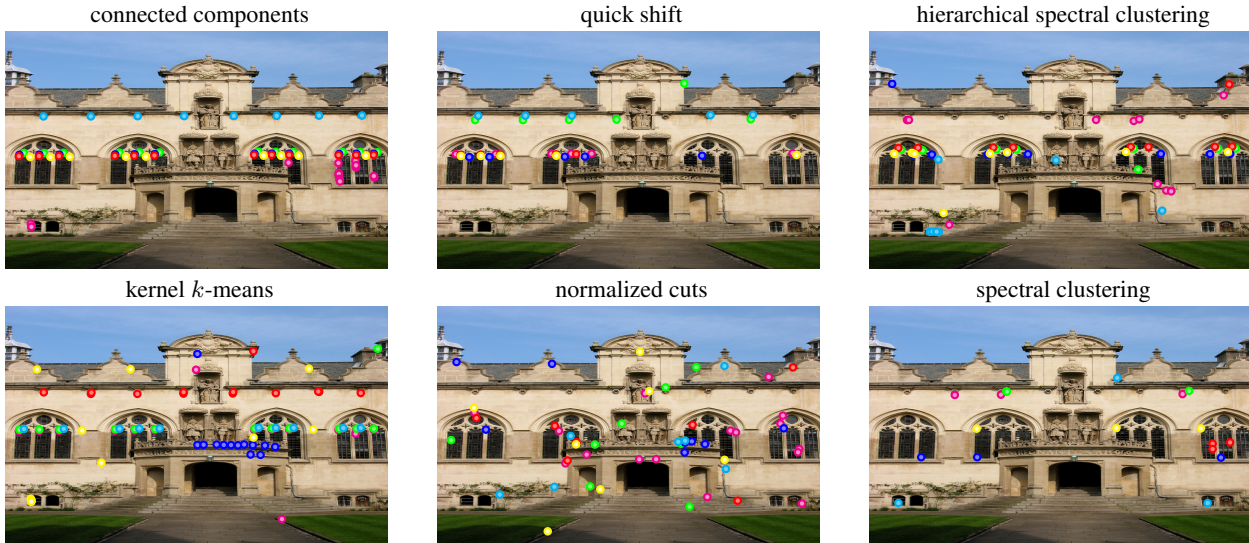 connected components
quick shift
hierarchical spectral clustering
kernel k-means
normalized cuts
spectral clustering